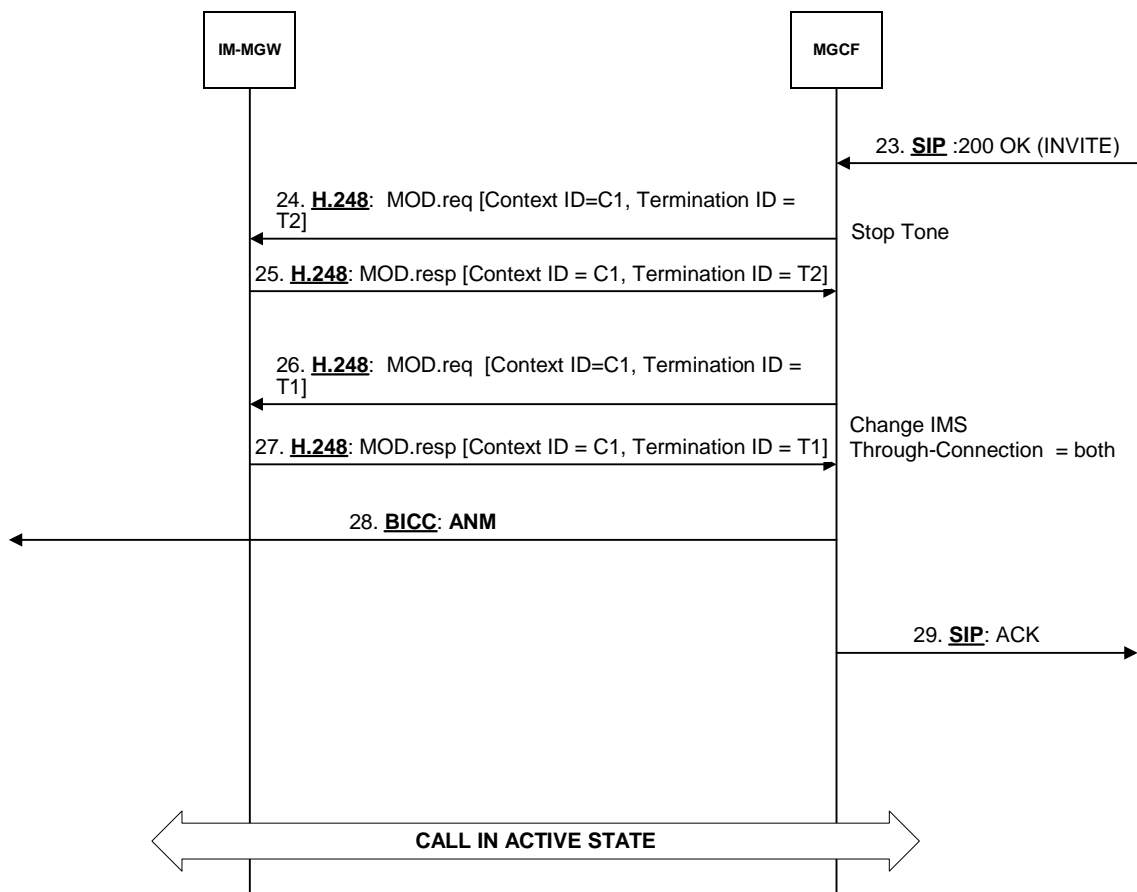 IM-MGW
MGCF
23. SIP :200 OK (INVITE)
24. H.248: MOD.req [Context ID=C1, Termination ID =
T2]
Stop Tone
25. H.248: MOD.resp [Context ID = C1, Termination ID = T2]
26. H.248: MOD.req [Context ID=C1, Termination ID =
T1]
Change IMS
Through-Connection = both
27. H.248: MOD.resp [Context ID = C1, Termination ID = T1]
28. BICC: ANM
29. SIP: ACK
CALL IN ACTIVE STATE